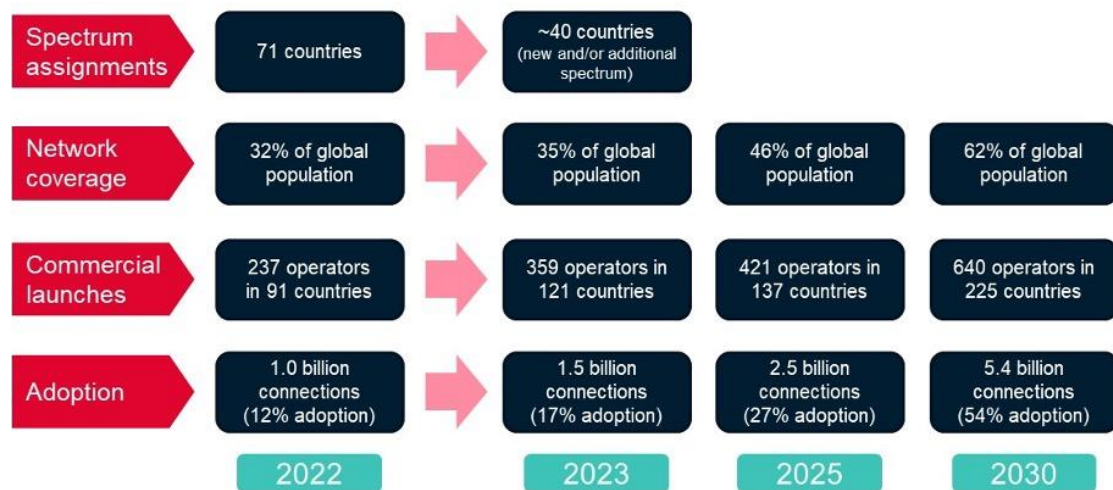 Spectrum
assignments
71 countries
~40 countries
(new and/or additional
spectrum)
Network
coverage
32% of global
population
35% of global
population
46% of global
population
62% of global
population
Commercial
launches
237 operators
in 91 countries
359 operators in
121 countries
421 operators in
137 countries
640 operators in
225 countries
Adoption
1.0 billion
connections
(12% adoption)
1.5 billion
connections
(17% adoption)
2.5 billion
connections
(27% adoption)
5.4 billion
connections
(54% adoption)
2022
2023
2025
2030